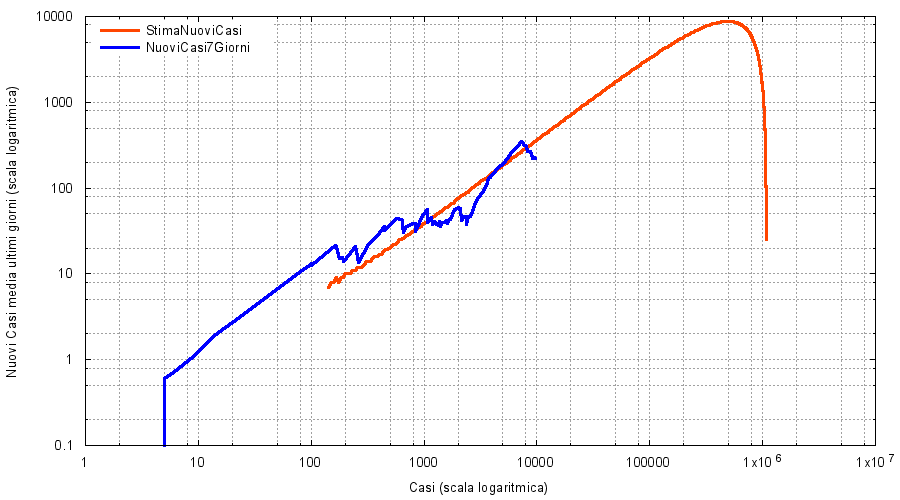 StimaNuoviCasi
NuoviCasi7Giorni
10000
1000
100
10
1
0.1
1
10
100
1000
10000
100000
1x10^6
1x10^7
Nuovi Casi media ultimi giorni (scala logaritmica)
Casi (scala logaritmica)